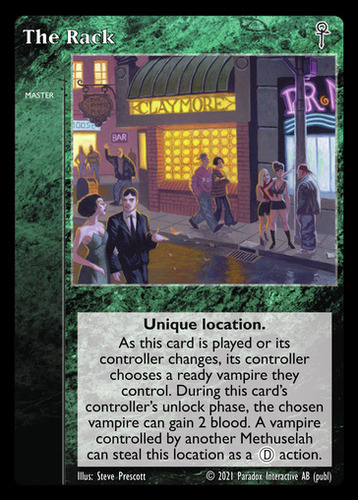 The Rack
MASTER
CLAYMORE
BAR
Unique location.
As this card is played or its
controller changes, its controller
chooses a ready vampire they
control. During this card's
controller's unlock phase, the chosen
vampire can gain 2 blood. A vampire
controlled by another Methuselah
can steal this location as a Ⓓ action.
Illus: Steve Prescott © 2021 Paradox Interactive AB (publ)